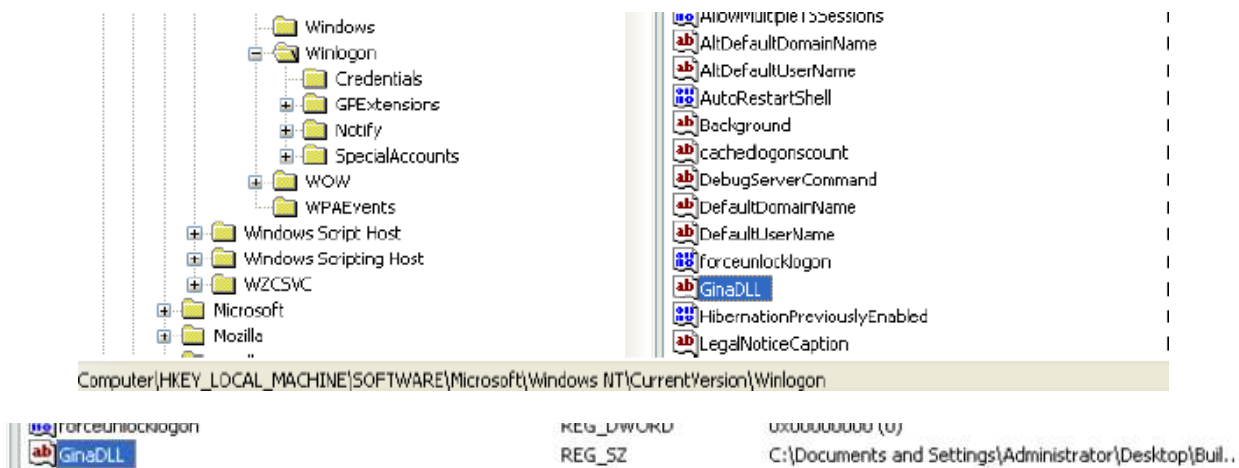 Windows
Winlogon
Credentials
GPExtensions
Notify
SpecialAccounts
WOW
WPAEvents
Windows Script Host
Windows Scripting Host
WZCSVC
Microsoft
Mozilla
AllowMultipleTSSessions
AltDefaultDomainName
AltDefaultUserName
AutoRestartShell
Background
cachedlogonscount
DebugServerCommand
DefaultDomainName
DefaultUserName
forceunlocklogon
GinaDLL
HibernationPreviouslyEnabled
LegalNoticeCaption
Computer\HKEY_LOCAL_MACHINE\SOFTWARE\Microsoft\Windows NT\CurrentVersion\Winlogon
forceunlocklogon REG_DWORD 0x00000000 (0)
GinaDLL REG_SZ C:\Documents and Settings\Administrator\Desktop\Buil..